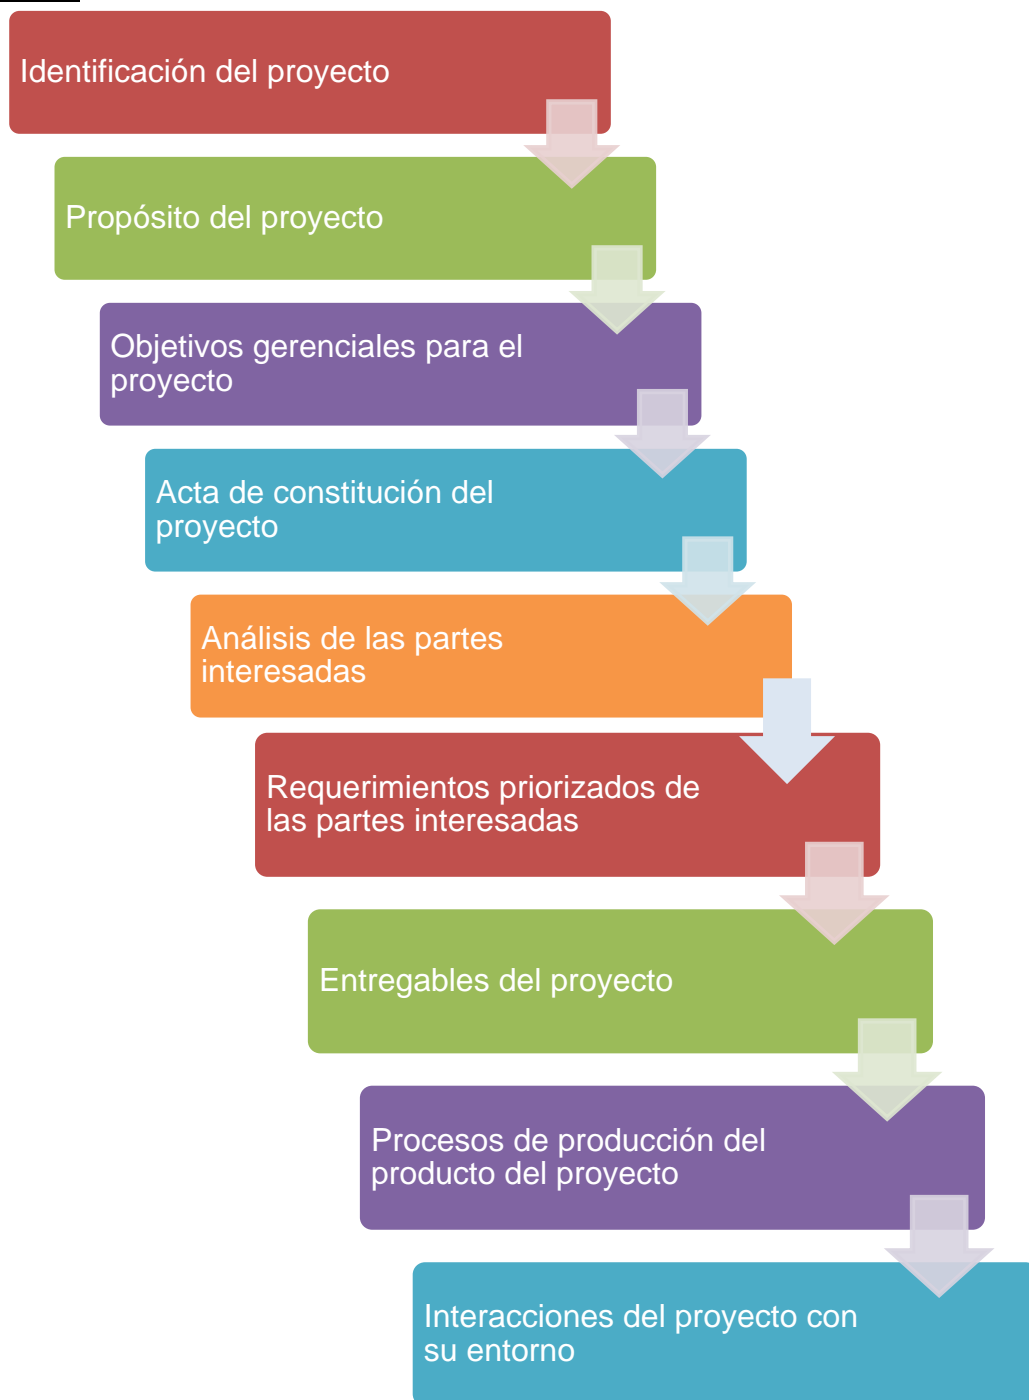 Identificación del proyecto
Propósito del proyecto
Objetivos gerenciales para el
proyecto
Acta de constitución del
proyecto
Análisis de las partes
interesadas
Requerimientos priorizados de
las partes interesadas
Entregables del proyecto
Procesos de producción del
producto del proyecto
Interacciones del proyecto con
su entorno